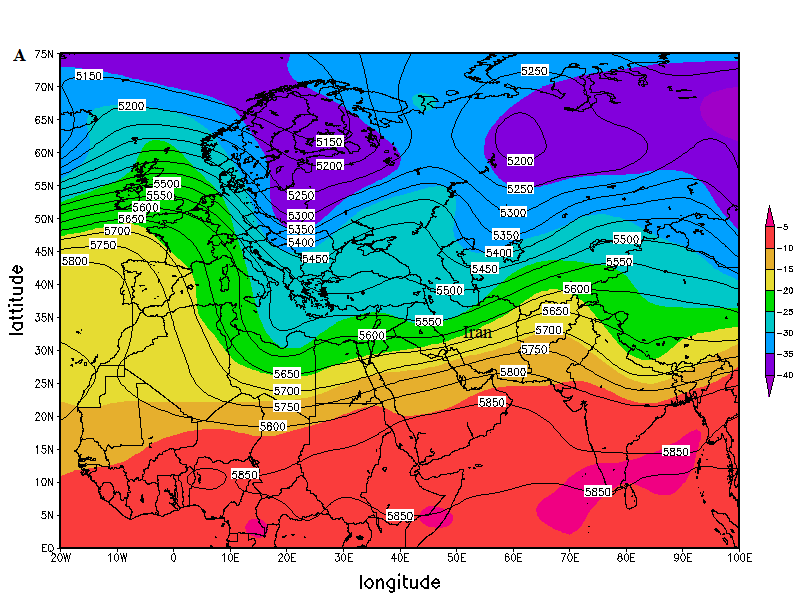 A
75N
70N
65N
60N
55N
50N
45N
40N
35N
30N
25N
20N
15N
10N
5N
EQ
lattitude
5150
5250
5200
5150
5200
5200
5500
5550
5250
5250
5600
5300
5300
5650
5350
5350
5700
5500
5750
5400
5400
5800
5450
5550
5450
5500
5600
5650
5550
5700
5600
Iran
5750
5650
5800
5700
5850
5750
5800
5850
5850
5850
5850
20W 10W 0 10E 20E 30E 40E 50E 60E 70E 80E 90E 100E
longitude
-5
-10
-15
-20
-25
-30
-35
-40